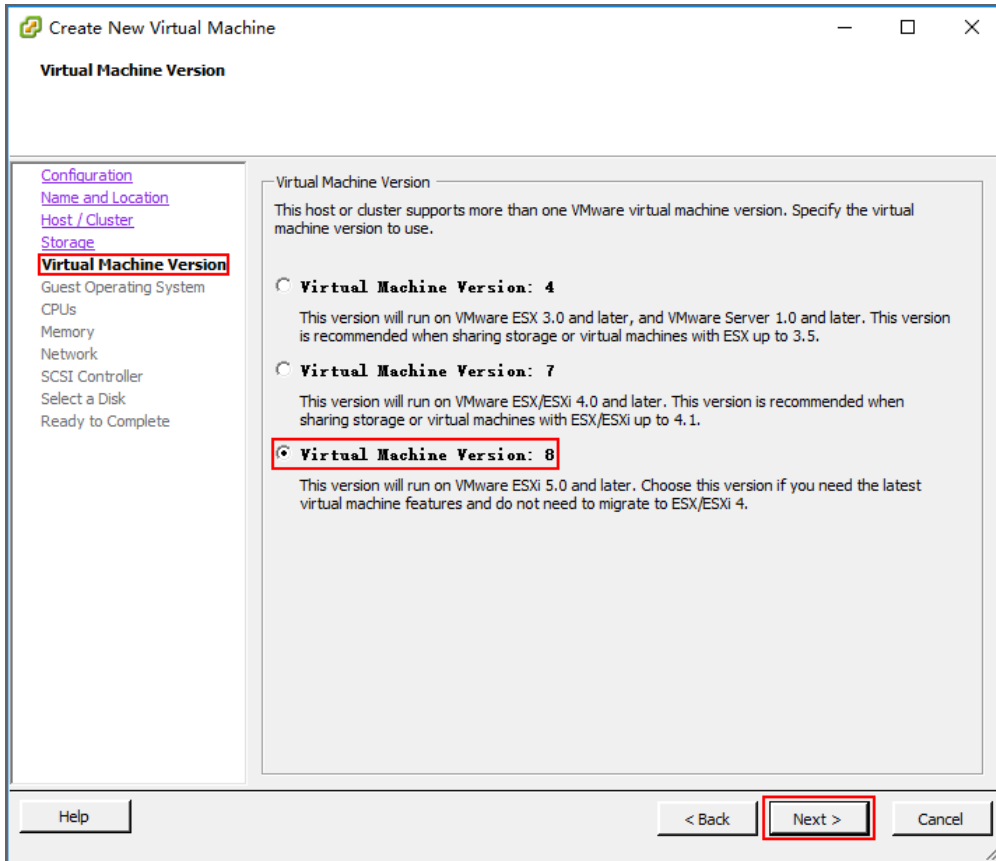 Create New Virtual Machine
Virtual Machine Version
Configuration
Name and Location
Host / Cluster
Storage
Virtual Machine Version
Guest Operating System
CPUs
Memory
Network
SCSI Controller
Select a Disk
Ready to Complete
Virtual Machine Version
This host or cluster supports more than one VMware virtual machine version. Specify the virtual
machine version to use.
Virtual Machine Version: 4
This version will run on VMware ESX 3.0 and later, and VMware Server 1.0 and later. This version
is recommended when sharing storage or virtual machines with ESX up to 3.5.
Virtual Machine Version: 7
This version will run on VMware ESX/ESXi 4.0 and later. This version is recommended when
sharing storage or virtual machines with ESX/ESXi up to 4.1.
Virtual Machine Version: 8
This version will run on VMware ESXi 5.0 and later. Choose this version if you need the latest
virtual machine features and do not need to migrate to ESX/ESXi 4.
Help
< Back
Next >
Cancel